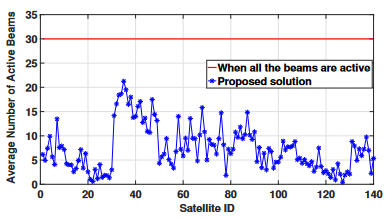 35
30
25
20
15
10
5
0
Average Number of Active Beams
When all the beams are active
Proposed solution
0 20 40 60 80 100 120 140
Satellite ID